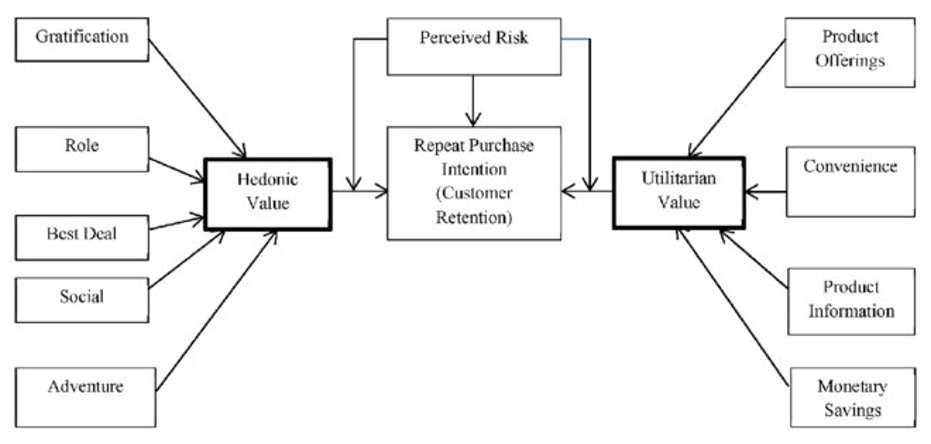 Gratification
Role
Best Deal
Social
Adventure
Hedonic
Value
Perceived Risk
Repeat Purchase
Intention
(Customer
Retention)
Utilitarian
Value
Product
Offerings
Convenience
Product
Information
Monetary
Savings